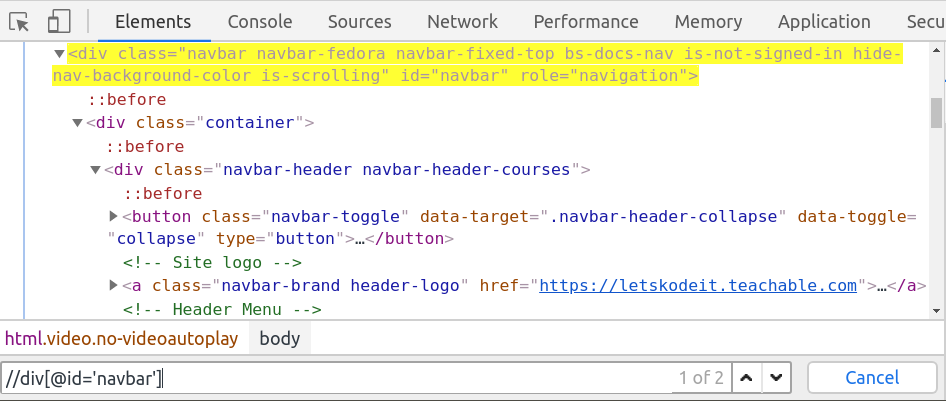 Elements Console Sources Network Performance Memory Application Secu
<div class="navbar navbar-fedora navbar-fixed-top bs-docs-nav is-not-signed-in hide-
nav-background-color is-scrolling" id="navbar" role="navigation">
::before
<div class="container">
::before
<div class="navbar-header navbar-header-courses">
::before
<button class="navbar-toggle" data-target=".navbar-header-collapse" data-toggle=
"collapse" type="button">…</button>
<!-- Site logo -->
<a class="navbar-brand header-logo" href="https://letskodeit.teachable.com">…</a>
<!-- Header Menu -->
html.video.no-videoautoplay body
//div[@id='navbar'] 1 of 2 Cancel